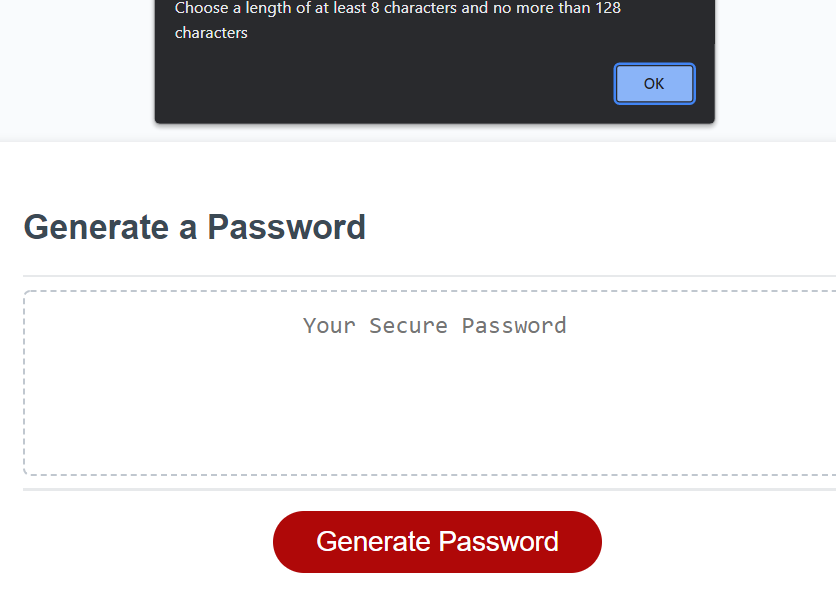 Choose a length of at least 8 characters and no more than 128
characters
OK
Generate a Password
Your Secure Password
Generate Password